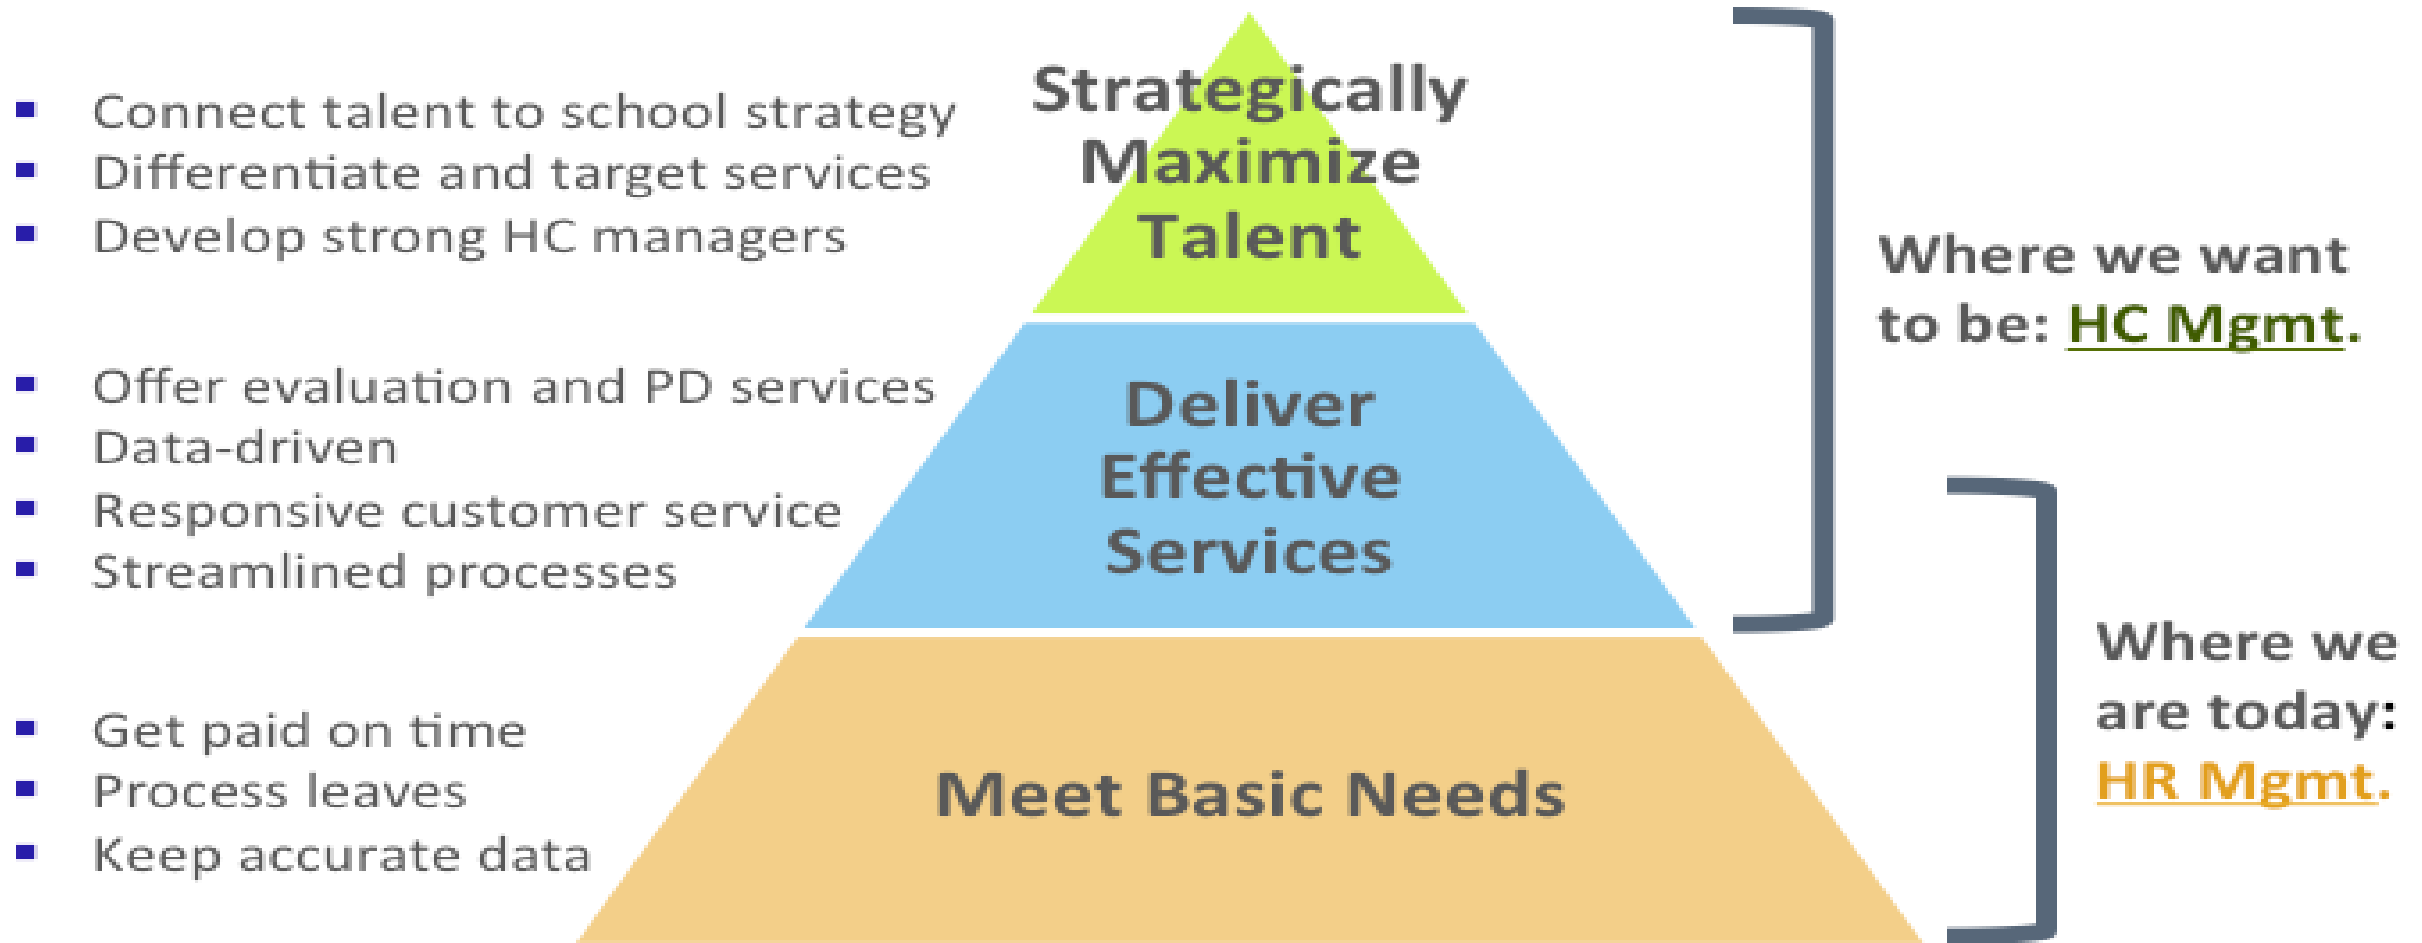 ▪ Connect talent to school strategy
▪ Differentiate and target services
▪ Develop strong HC managers
Strategically
Maximize
Talent
Where we want
to be: HC Mgmt.
▪ Offer evaluation and PD services
▪ Data-driven
▪ Responsive customer service
▪ Streamlined processes
Deliver
Effective
Services
Where we
are today:
HR Mgmt.
▪ Get paid on time
▪ Process leaves
▪ Keep accurate data
Meet Basic Needs